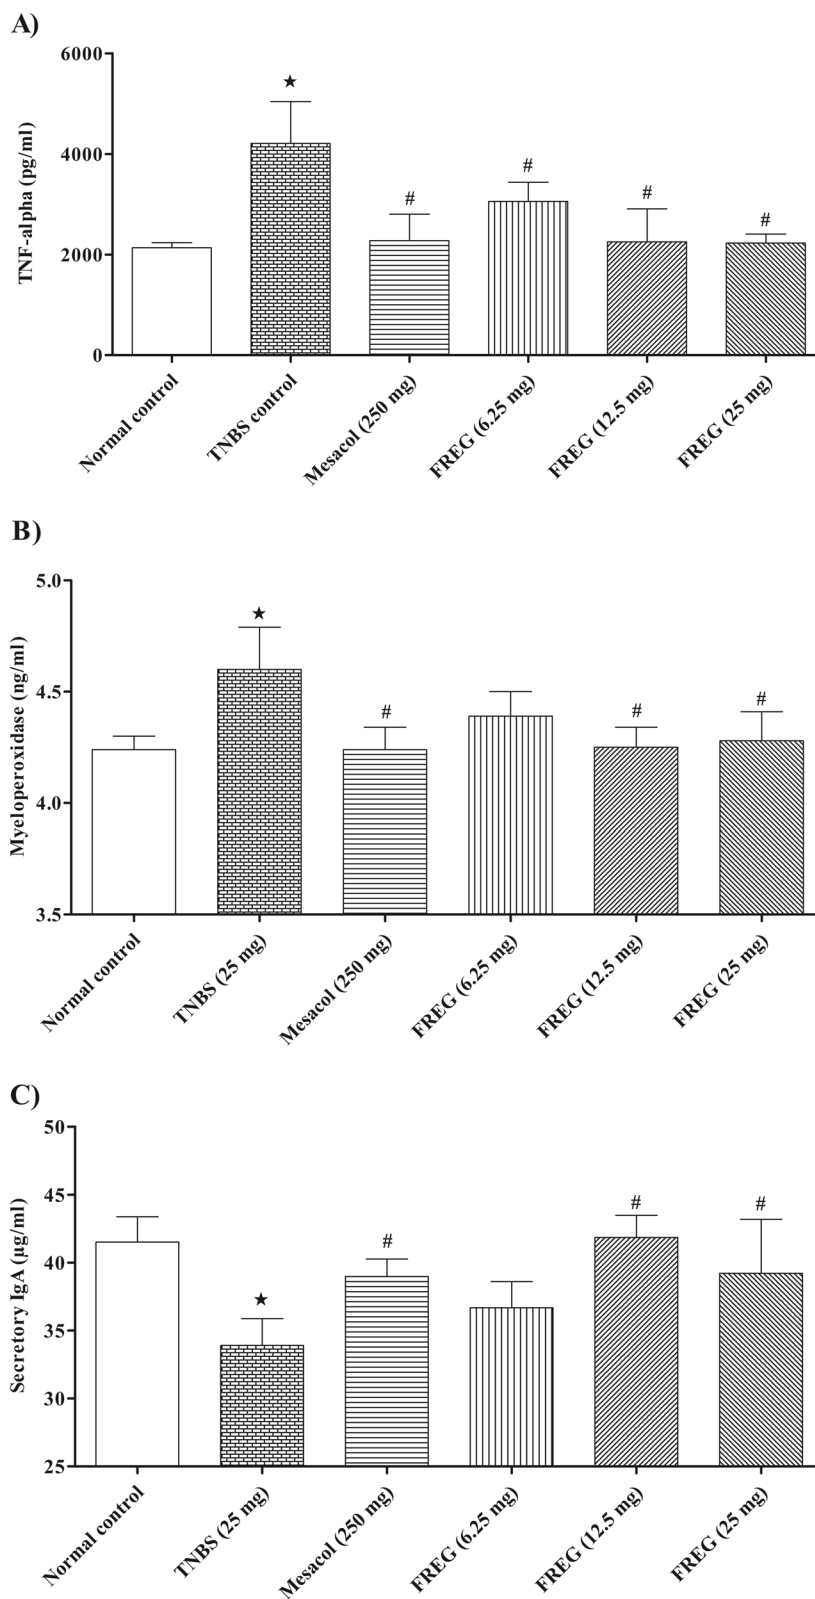 A)
6000
4000
2000
0
TNF-alpha (pg/ml)
★
#
#
#
#
Normal control
TNBS control
Mesacol (250 mg)
FREG (6.25 mg)
FREG (12.5 mg)
FREG (25 mg)
B)
5.0
4.5
4.0
3.5
Myeloperoxidase (ng/ml)
★
#
#
#
Normal control
TNBS (25 mg)
Mesacol (250 mg)
FREG (6.25 mg)
FREG (12.5 mg)
FREG (25 mg)
C)
50
45
40
35
30
25
Secretory IgA (µg/ml)
★
#
#
#
Normal control
TNBS (25 mg)
Mesacol (250 mg)
FREG (6.25 mg)
FREG (12.5 mg)
FREG (25 mg)